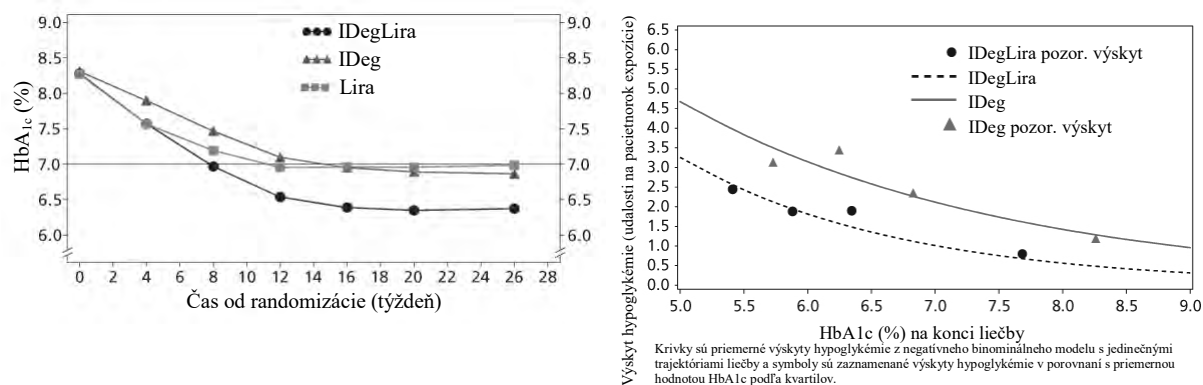 9.0
8.5
8.0
7.5
7.0
6.5
6.0
HbA1c (%)
IDegLira
IDeg
Lira
9.0
8.5
8.0
7.5
7.0
6.5
6.0
0 2 4 6 8 10 12 14 16 18 20 22 24 26 28
Čas od randomizácie (týždeň)
Výskyt hypoglykémie (udalosti na pacietnorok expozície)
6.5
6.0
5.5
5.0
4.5
4.0
3.5
3.0
2.5
2.0
1.5
1.0
0.5
0.0
IDegLira pozor. výskyt
IDegLira
IDeg
IDeg pozor. výskyt
5.0 5.5 6.0 6.5 7.0 7.5 8.0 8.5 9.0
HbA1c (%) na konci liečby
Krivky sú priemerné výskyty hypoglykémie z negatívneho binominálneho modelu s jedinečnými
trajektóriami liečby a symboly sú zaznamenané výskyty hypoglykémie v porovnaní s priemernou
hodnotou HbA1c podľa kvartilov.